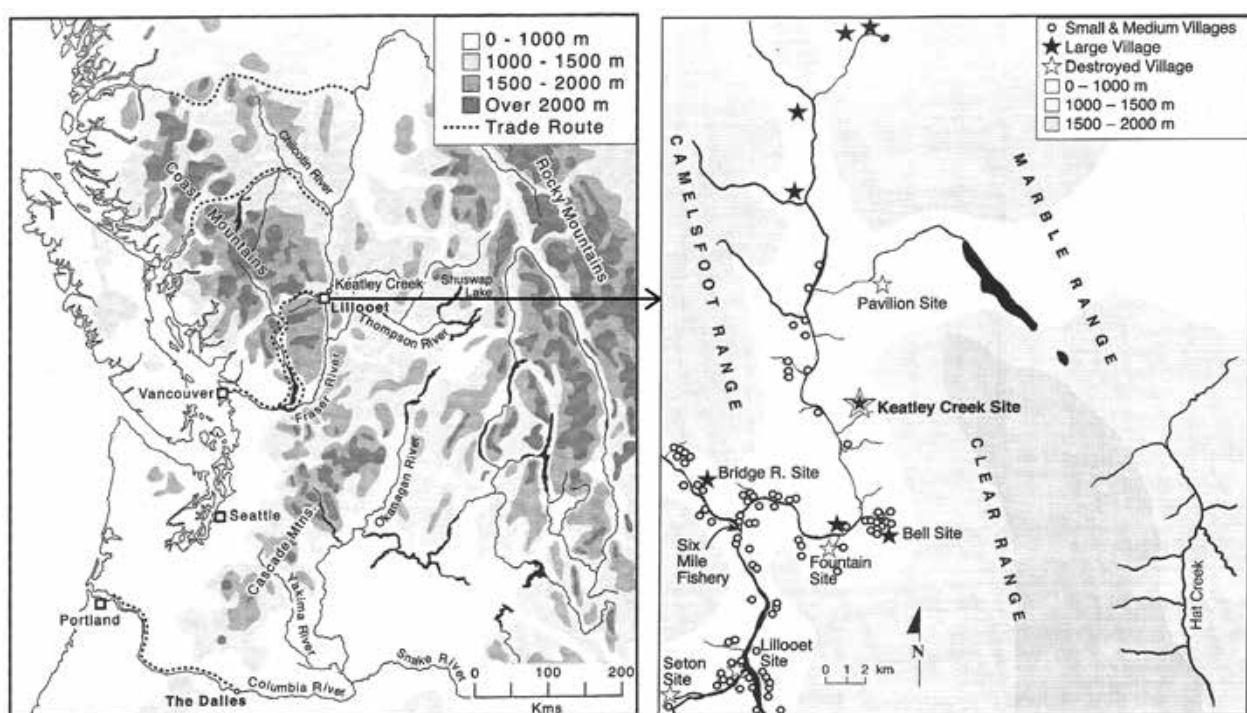 0 - 1000 m
1000 - 1500 m
1500 - 2000 m
Over 2000 m
Trade Route
Chilcotin River
Coast Mountains
Rocky Mountains
Keatley Creek
Shuswap
Lake
Lillooet
Thompson River
Vancouver
Fraser River
Okanagan River
Seattle
Cascade Mtns
Yakima River
Portland
Snake River
Columbia River
The Dalles
0 100 200
Kms
Small & Medium Villages
Large Village
Destroyed Village
0 – 1000 m
1000 – 1500 m
1500 – 2000 m
CAMELSFOOT RANGE
MARBLE RANGE
Pavilion Site
Keatley Creek Site
CLEAR RANGE
Bridge R. Site
Bell Site
Six
Mile
Fishery
Fountain
Site
Hat Creek
Lillooet
Site
Seton
Site
0 1 2 km
N